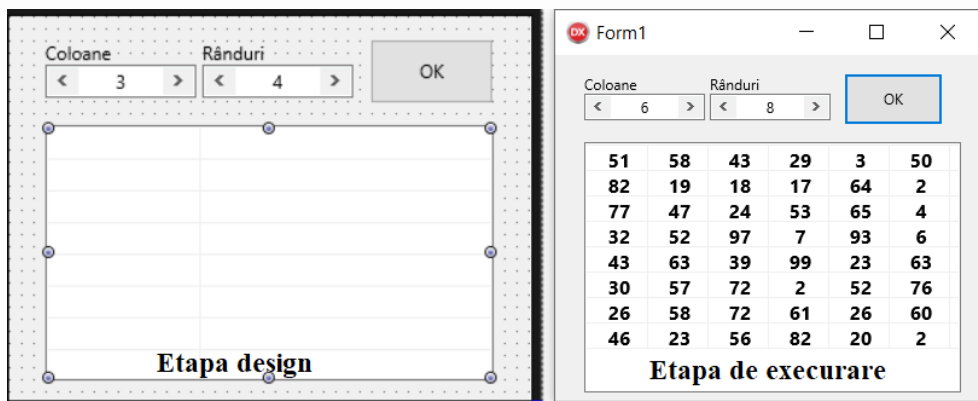 Coloane Rânduri
< 3 > < 4 > OK
Etapa design
DX Form1
Coloane Rânduri
< 6 > < 8 > OK
51 58 43 29 3 50
82 19 18 17 64 2
77 47 24 53 65 4
32 52 97 7 93 6
43 63 39 99 23 63
30 57 72 2 52 76
26 58 72 61 26 60
46 23 56 82 20 2
Etapa de execurare